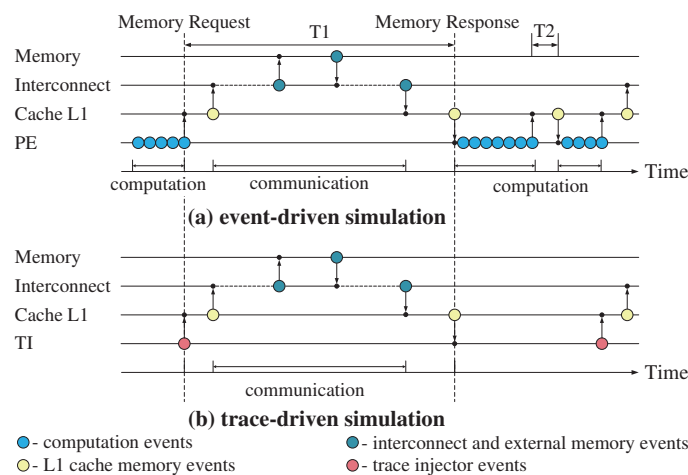 Memory Request
T1
Memory Response
T2
Memory
Interconnect
Cache L1
PE
Time
computation
communication
computation
(a) event-driven simulation
Memory
Interconnect
Cache L1
TI
Time
communication
(b) trace-driven simulation
- computation events
- interconnect and external memory events
- L1 cache memory events
- trace injector events